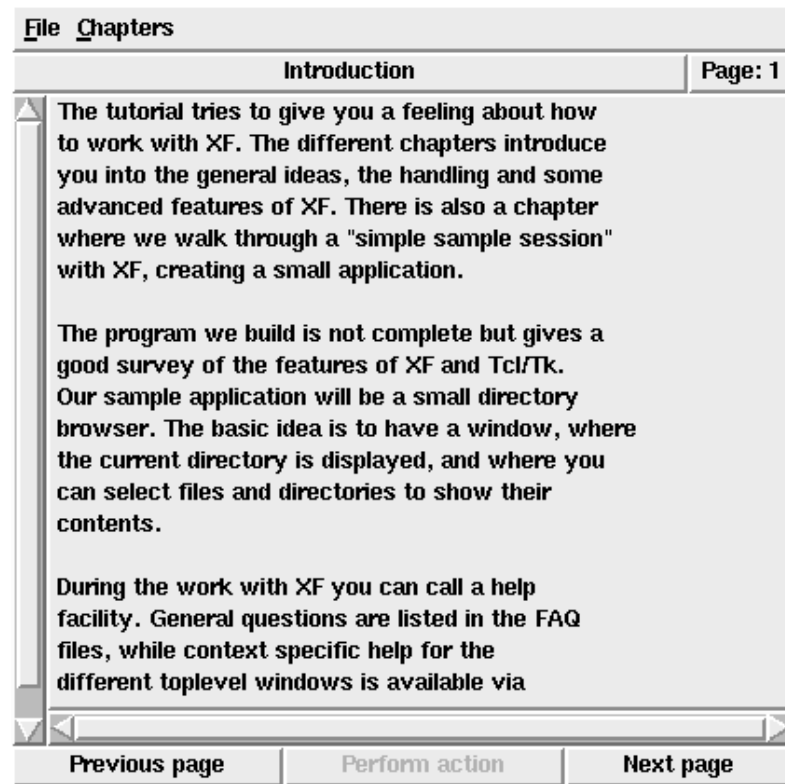 File Chapters
Introduction Page: 1
The tutorial tries to give you a feeling about how
to work with XF. The different chapters introduce
you into the general ideas, the handling and some
advanced features of XF. There is also a chapter
where we walk through a "simple sample session"
with XF, creating a small application.
The program we build is not complete but gives a
good survey of the features of XF and Tcl/Tk.
Our sample application will be a small directory
browser. The basic idea is to have a window, where
the current directory is displayed, and where you
can select files and directories to show their
contents.
During the work with XF you can call a help
facility. General questions are listed in the FAQ
files, while context specific help for the
different toplevel windows is available via
Previous page Perform action Next page